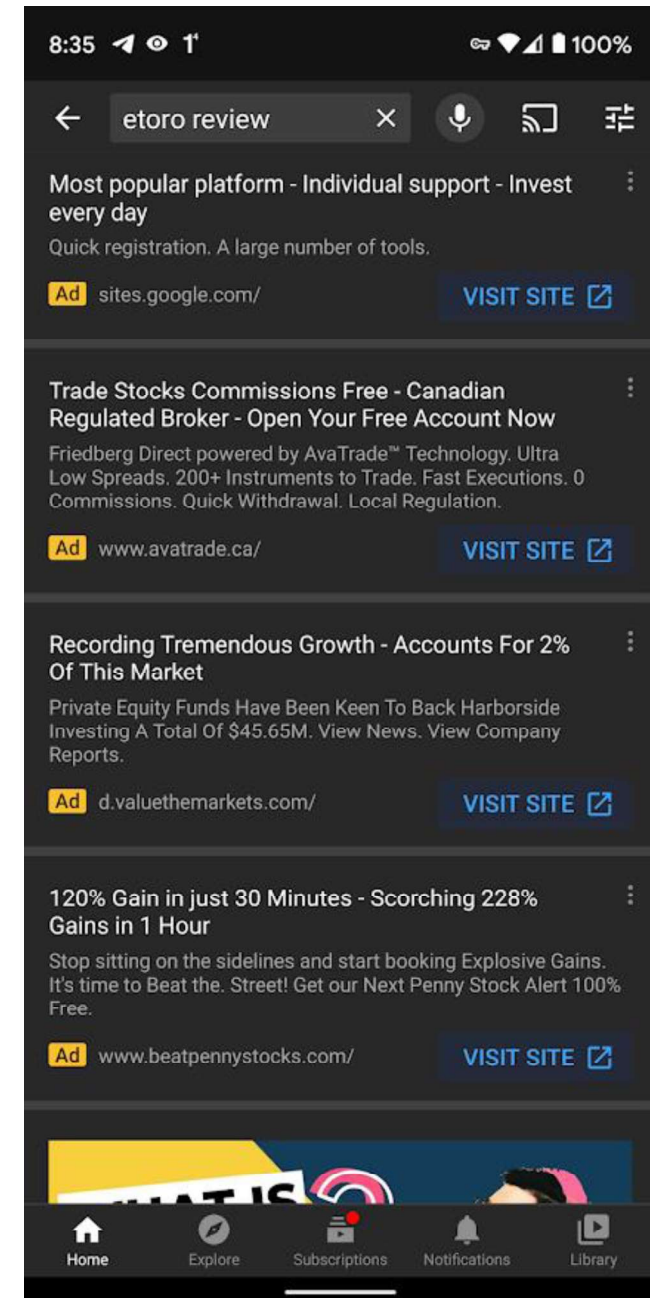 8:35 100%
etoro review
Most popular platform - Individual support - Invest
every day
Quick registration. A large number of tools.
Ad sites.google.com/ VISIT SITE
Trade Stocks Commissions Free - Canadian
Regulated Broker - Open Your Free Account Now
Friedberg Direct powered by AvaTrade™ Technology. Ultra
Low Spreads. 200+ Instruments to Trade. Fast Executions. 0
Commissions. Quick Withdrawal. Local Regulation.
Ad www.avatrade.ca/ VISIT SITE
Recording Tremendous Growth - Accounts For 2%
Of This Market
Private Equity Funds Have Been Keen To Back Harborside
Investing A Total Of $45.65M. View News. View Company
Reports.
Ad d.valuethemarkets.com/ VISIT SITE
120% Gain in just 30 Minutes - Scorching 228%
Gains in 1 Hour
Stop sitting on the sidelines and start booking Explosive Gains.
It's time to Beat the. Street! Get our Next Penny Stock Alert 100%
Free.
Ad www.beatpennystocks.com/ VISIT SITE
WHAT IS
Home Explore Subscriptions Notifications Library